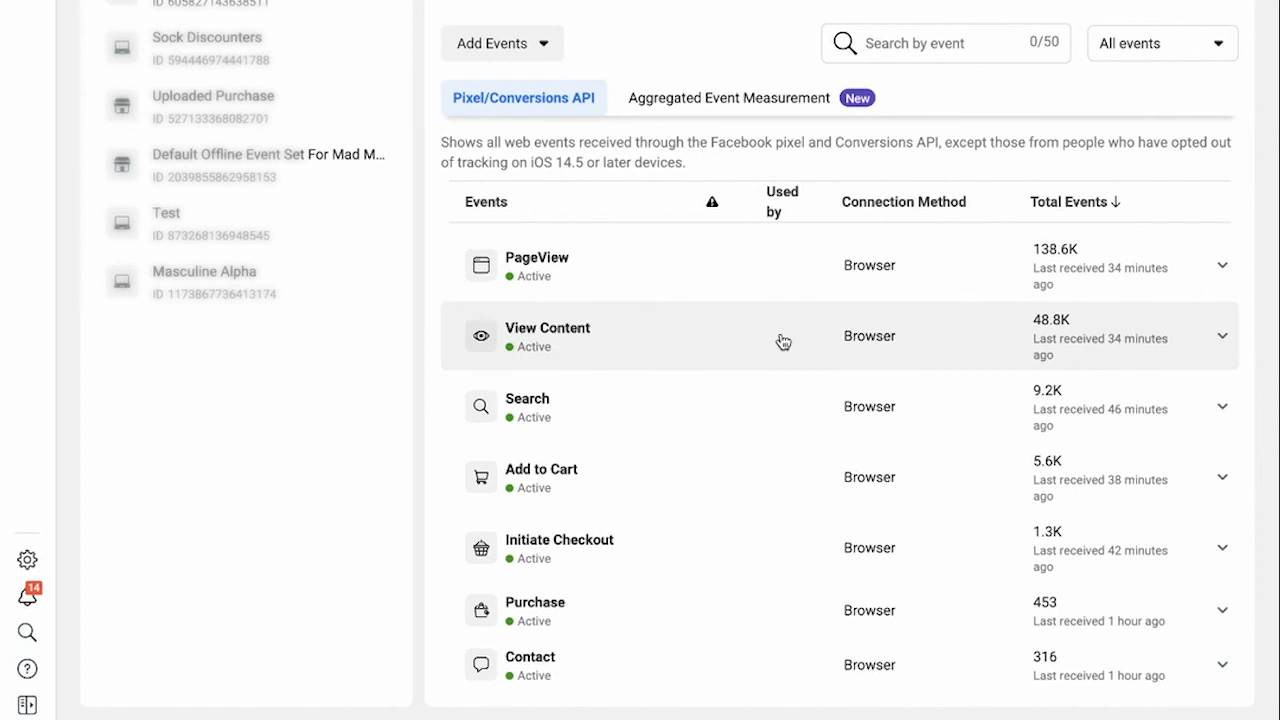 ID 605827143638511
Sock Discounters
ID 594446974441788
Uploaded Purchase
ID 527133368082701
Default Offline Event Set For Mad M...
ID 2039855862958153
Test
ID 873268136948545
Masculine Alpha
ID 1173867736413174
14
Add Events
Search by event 0/50
All events
Pixel/Conversions API
Aggregated Event Measurement New
Shows all web events received through the Facebook pixel and Conversions API, except those from people who have opted out
of tracking on iOS 14.5 or later devices.
Events Used by Connection Method Total Events ↓
PageView
Active
Browser
138.6K
Last received 34 minutes
ago
View Content
Active
Browser
48.8K
Last received 34 minutes
ago
Search
Active
Browser
9.2K
Last received 46 minutes
ago
Add to Cart
Active
Browser
5.6K
Last received 38 minutes
ago
Initiate Checkout
Active
Browser
1.3K
Last received 42 minutes
ago
Purchase
Active
Browser
453
Last received 1 hour ago
Contact
Active
Browser
316
Last received 1 hour ago